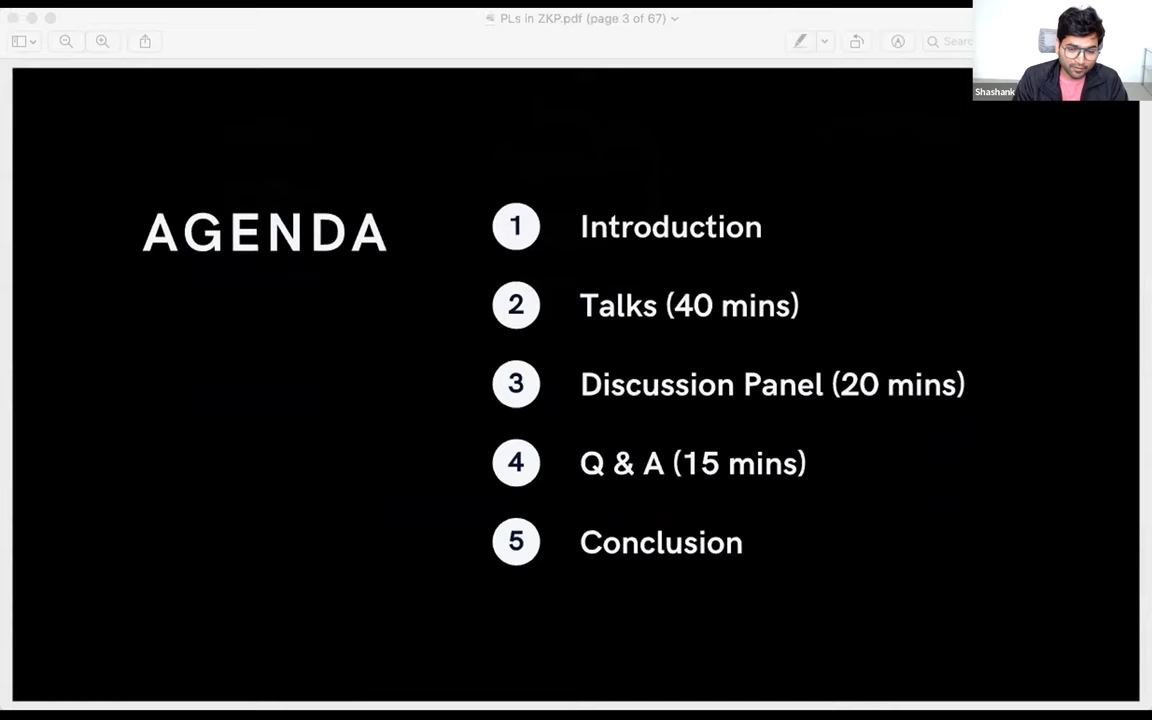 PLs in ZKP.pdf (page 3 of 67)
Searc
Shashank
AGENDA
1 Introduction
2 Talks (40 mins)
3 Discussion Panel (20 mins)
4 Q & A (15 mins)
5 Conclusion